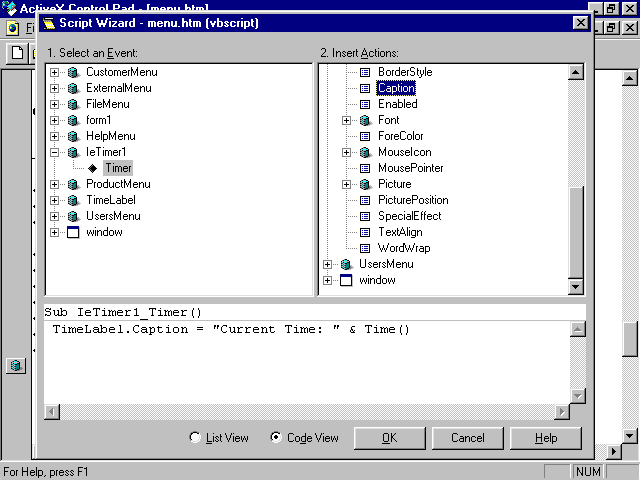 ActiveX Control Pad - [menu.htm]
Script Wizard - menu.htm (vbscript)
1. Select an Event:
CustomerMenu
ExternalMenu
FileMenu
form1
HelpMenu
IeTimer1
Timer
ProductMenu
TimeLabel
UsersMenu
window
2. Insert Actions:
BorderStyle
Caption
Enabled
Font
ForeColor
MouseIcon
MousePointer
Picture
PicturePosition
SpecialEffect
TextAlign
WordWrap
UsersMenu
window
Sub IeTimer1_Timer()
TimeLabel.Caption = "Current Time: " & Time()
List View
Code View
OK
Cancel
Help
For Help, press F1
NUM